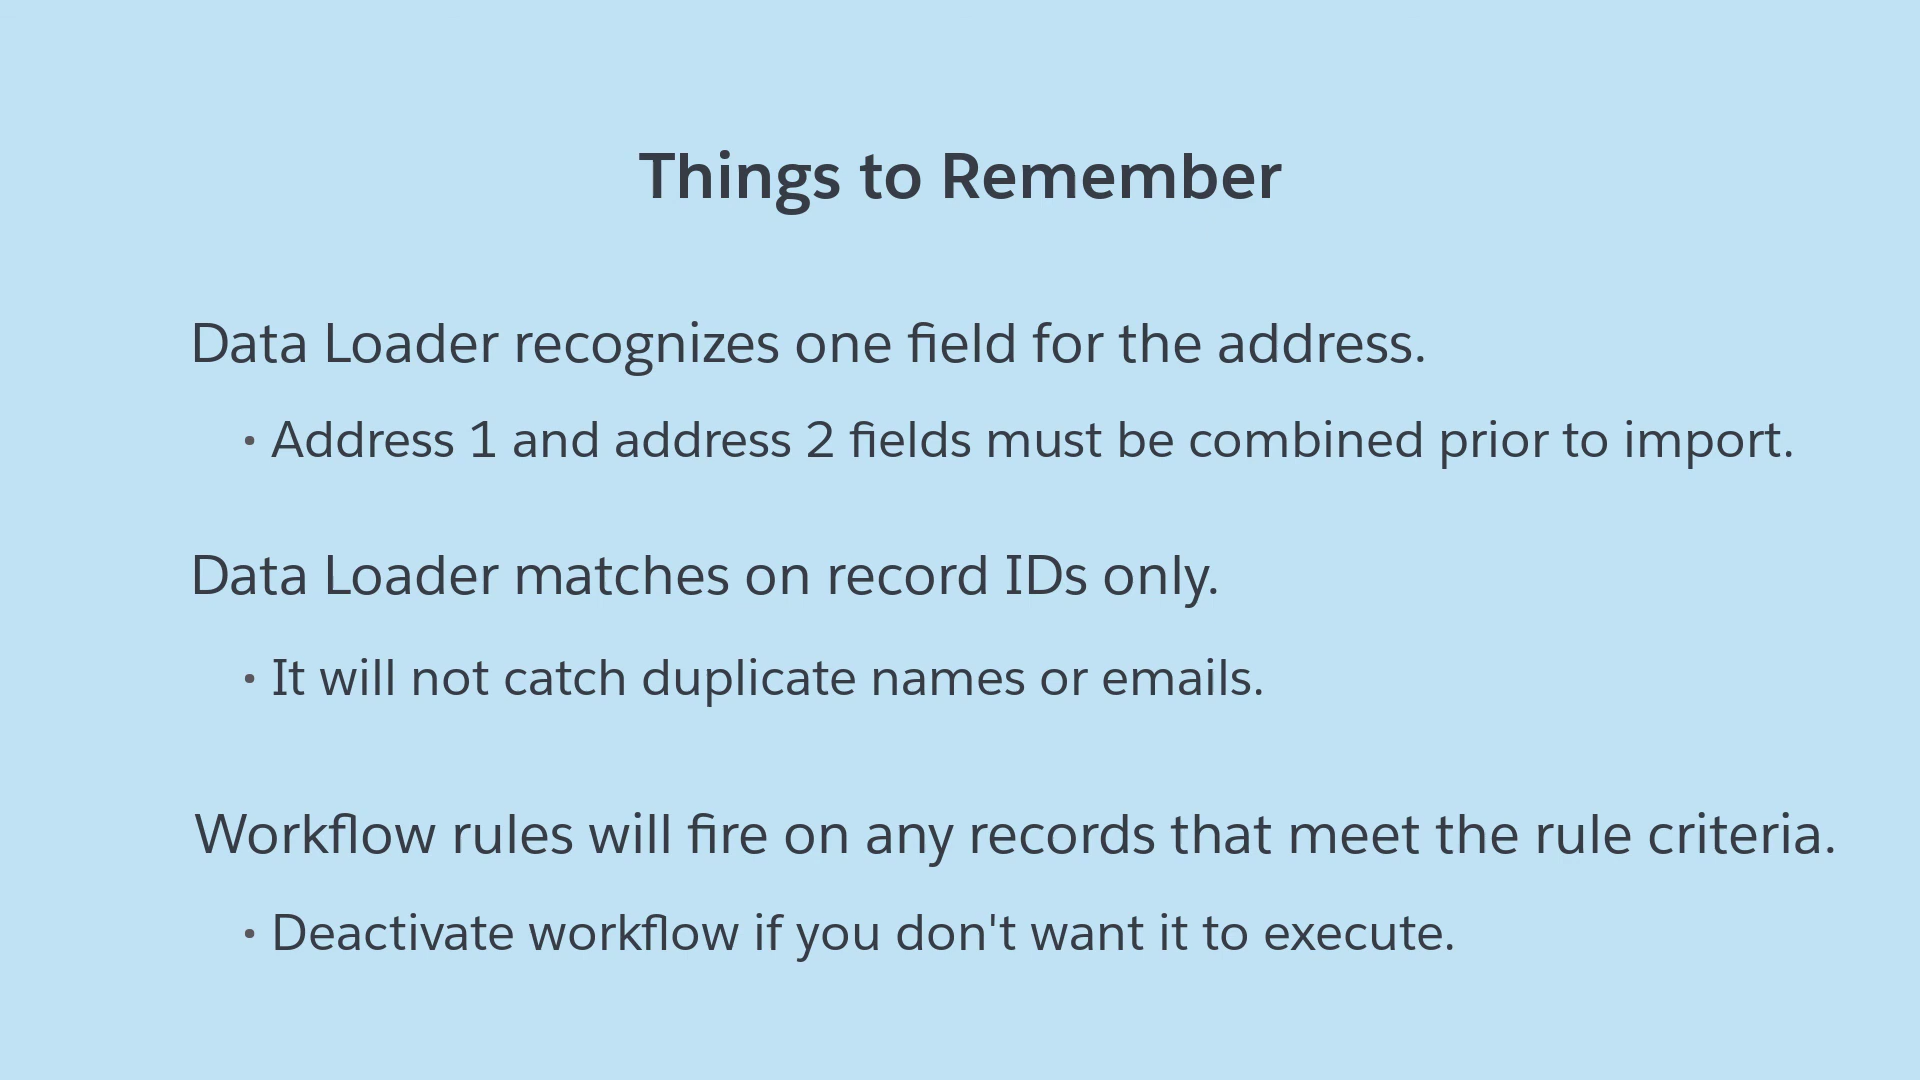 Things to Remember
Data Loader recognizes one field for the address.
• Address 1 and address 2 fields must be combined prior to import.
Data Loader matches on record IDs only.
• It will not catch duplicate names or emails.
Workflow rules will fire on any records that meet the rule criteria.
• Deactivate workflow if you don't want it to execute.